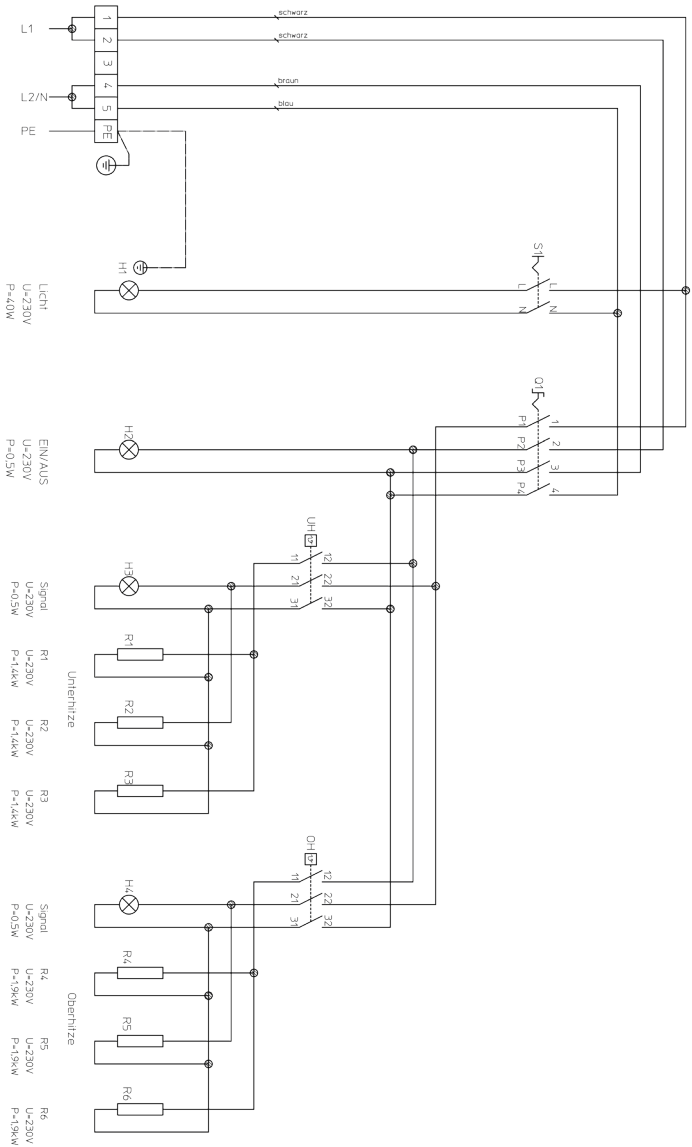 L1
L2/N
PE
1
2
3
4
5
PE
schwarz
schwarz
braun
blau
H1
Licht
U=230V
P=40W
S1
L
L
N
N
Q1
P1
1
P2
2
P3
3
P4
4
H2
EIN/AUS
U=230V
P=0,5W
UH
11
12
21
22
31
32
H3
Signal
U=230V
P=0,5W
R1
R1
U=230V
P=1,4kW
R2
R2
U=230V
P=1,4kW
R3
R3
U=230V
P=1,4kW
Unterhitze
OH
11
12
21
22
31
32
H4
Signal
U=230V
P=0,5W
R4
R4
U=230V
P=1,9kW
R5
R5
U=230V
P=1,9kW
R6
R6
U=230V
P=1,9kW
Oberhitze